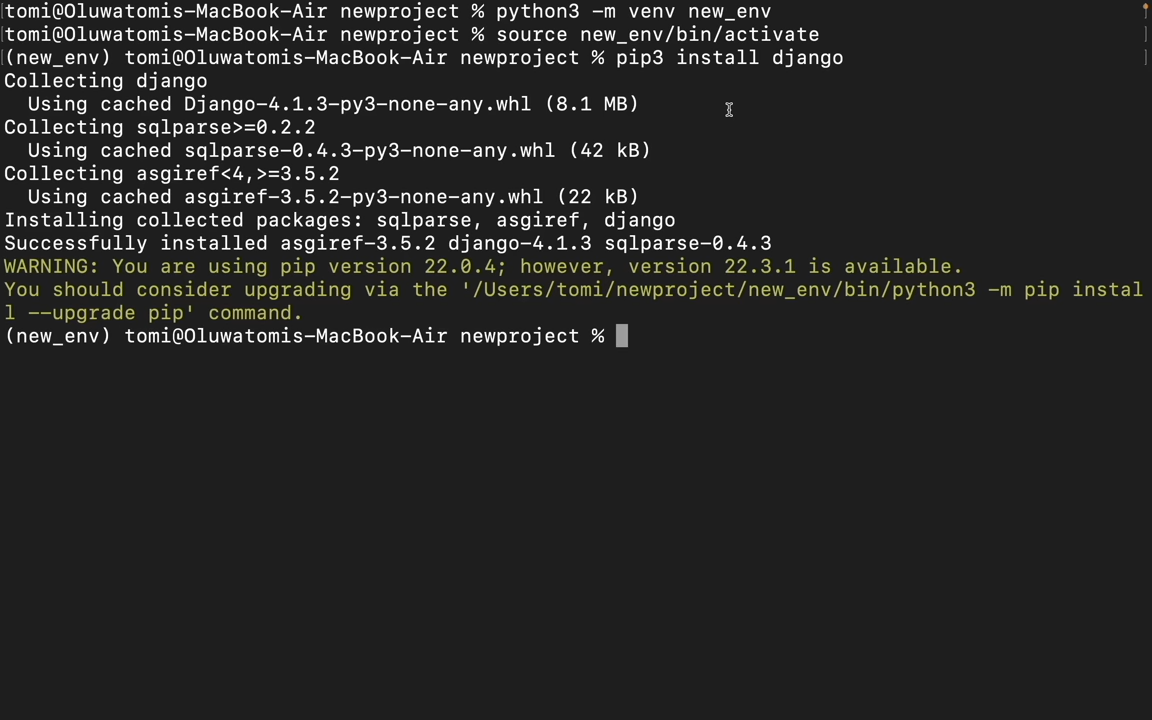 tomi@Oluwatomis-MacBook-Air newproject % python3 -m venv new_env
tomi@Oluwatomis-MacBook-Air newproject % source new_env/bin/activate
(new_env) tomi@Oluwatomis-MacBook-Air newproject % pip3 install django
Collecting django
  Using cached Django-4.1.3-py3-none-any.whl (8.1 MB)
Collecting sqlparse>=0.2.2
  Using cached sqlparse-0.4.3-py3-none-any.whl (42 kB)
Collecting asgiref<4,>=3.5.2
  Using cached asgiref-3.5.2-py3-none-any.whl (22 kB)
Installing collected packages: sqlparse, asgiref, django
Successfully installed asgiref-3.5.2 django-4.1.3 sqlparse-0.4.3
WARNING: You are using pip version 22.0.4; however, version 22.3.1 is available.
You should consider upgrading via the '/Users/tomi/newproject/new_env/bin/python3 -m pip instal
l --upgrade pip' command.
(new_env) tomi@Oluwatomis-MacBook-Air newproject %